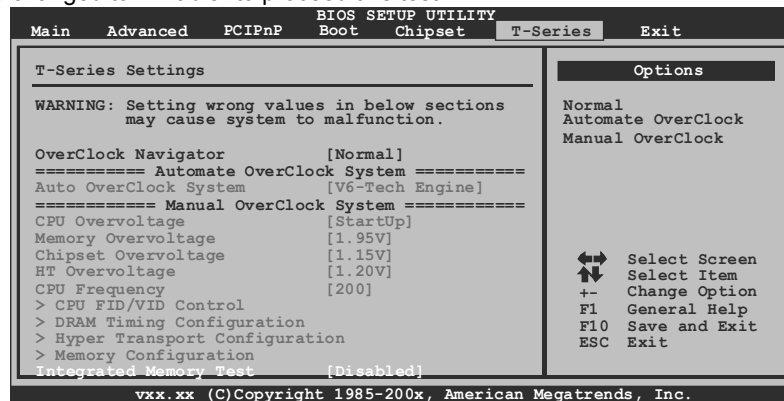 BIOS SETUP UTILITY
Main Advanced PCIPnP Boot Chipset T-Series Exit
T-Series Settings
WARNING: Setting wrong values in below sections
may cause system to malfunction.
OverClock Navigator [Normal]
=========== Automate OverClock System ===========
Auto OverClock System [V6-Tech Engine]
============ Manual OverClock System ============
CPU Overvoltage [StartUp]
Memory Overvoltage [1.95V]
Chipset Overvoltage [1.15V]
HT Overvoltage [1.20V]
CPU Frequency [200]
> CPU FID/VID Control
> DRAM Timing Configuration
> Hyper Transport Configuration
> Memory Configuration
Integrated Memory Test [Disabled]
Options
Normal
Automate OverClock
Manual OverClock
Select Screen
Select Item
+- Change Option
F1 General Help
F10 Save and Exit
ESC Exit
vxx.xx (C)Copyright 1985-200x, American Megatrends, Inc.